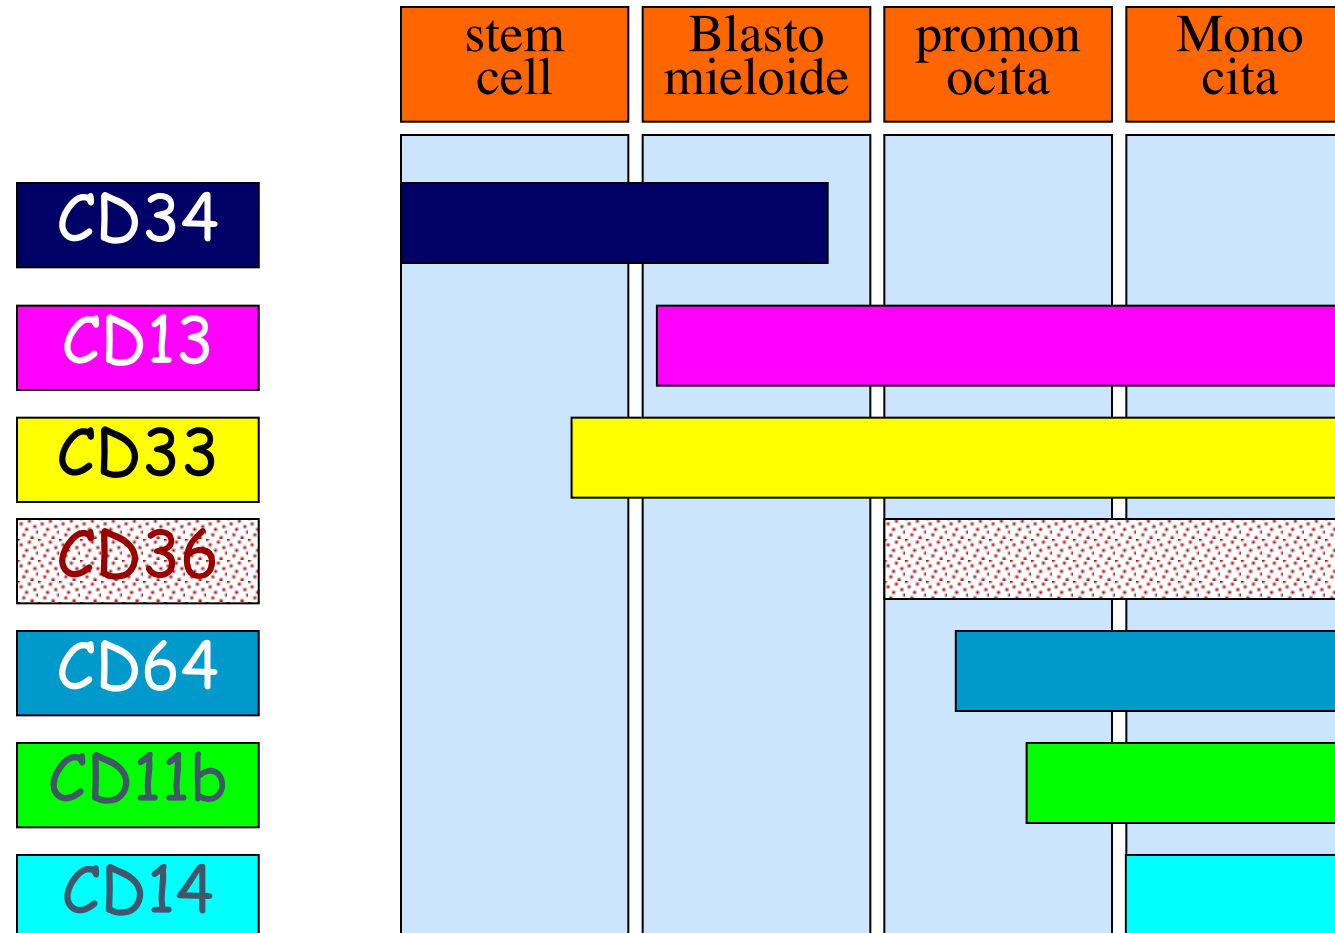 stem
cell
Blasto
mieloide
promon
ocita
Mono
cita
CD34
CD13
CD33
CD36
CD64
CD11b
CD14